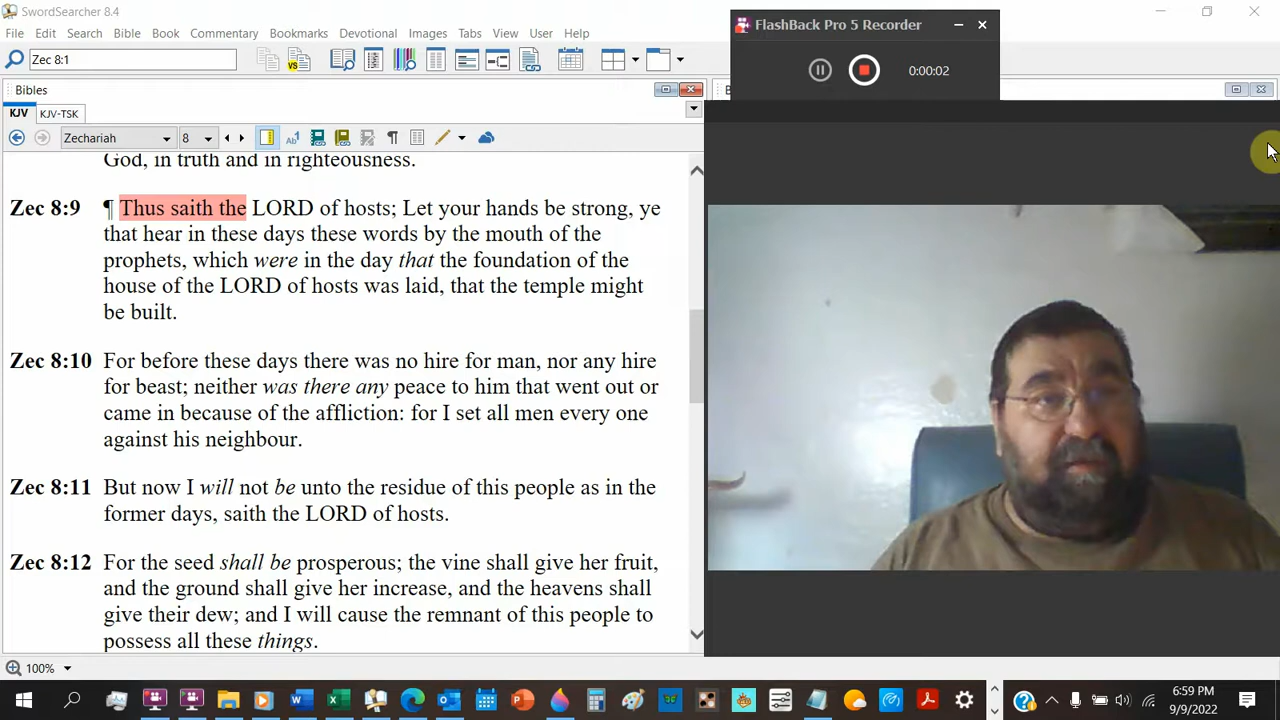 SwordSearcher 8.4
FlashBack Pro 5 Recorder
File Edit Search Bible Book Commentary Bookmarks Devotional Images Tabs View User Help
Zec 8:1
0:00:02
Bibles
KJV KJV-TSK
Zechariah 8
God, in truth and in righteousness.
Zec 8:9 ¶ Thus saith the LORD of hosts; Let your hands be strong, ye
that hear in these days these words by the mouth of the
prophets, which were in the day that the foundation of the
house of the LORD of hosts was laid, that the temple might
be built.
Zec 8:10 For before these days there was no hire for man, nor any hire
for beast; neither was there any peace to him that went out or
came in because of the affliction: for I set all men every one
against his neighbour.
Zec 8:11 But now I will not be unto the residue of this people as in the
former days, saith the LORD of hosts.
Zec 8:12 For the seed shall be prosperous; the vine shall give her fruit,
and the ground shall give her increase, and the heavens shall
give their dew; and I will cause the remnant of this people to
possess all these things.
100%
6:59 PM
9/9/2022